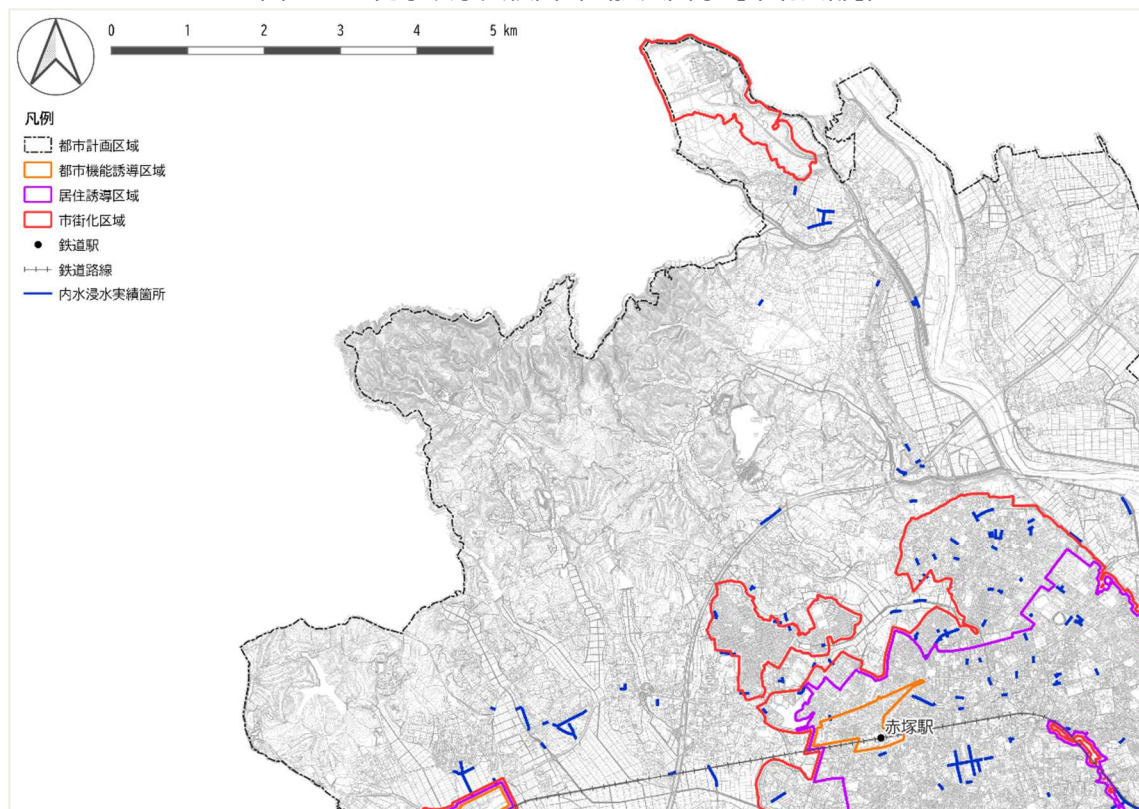 0 1 2 3 4 5 km
凡例
都市計画区域
都市機能誘導区域
居住誘導区域
市街化区域
鉄道駅
鉄道路線
内水浸水実績箇所
赤塚駅